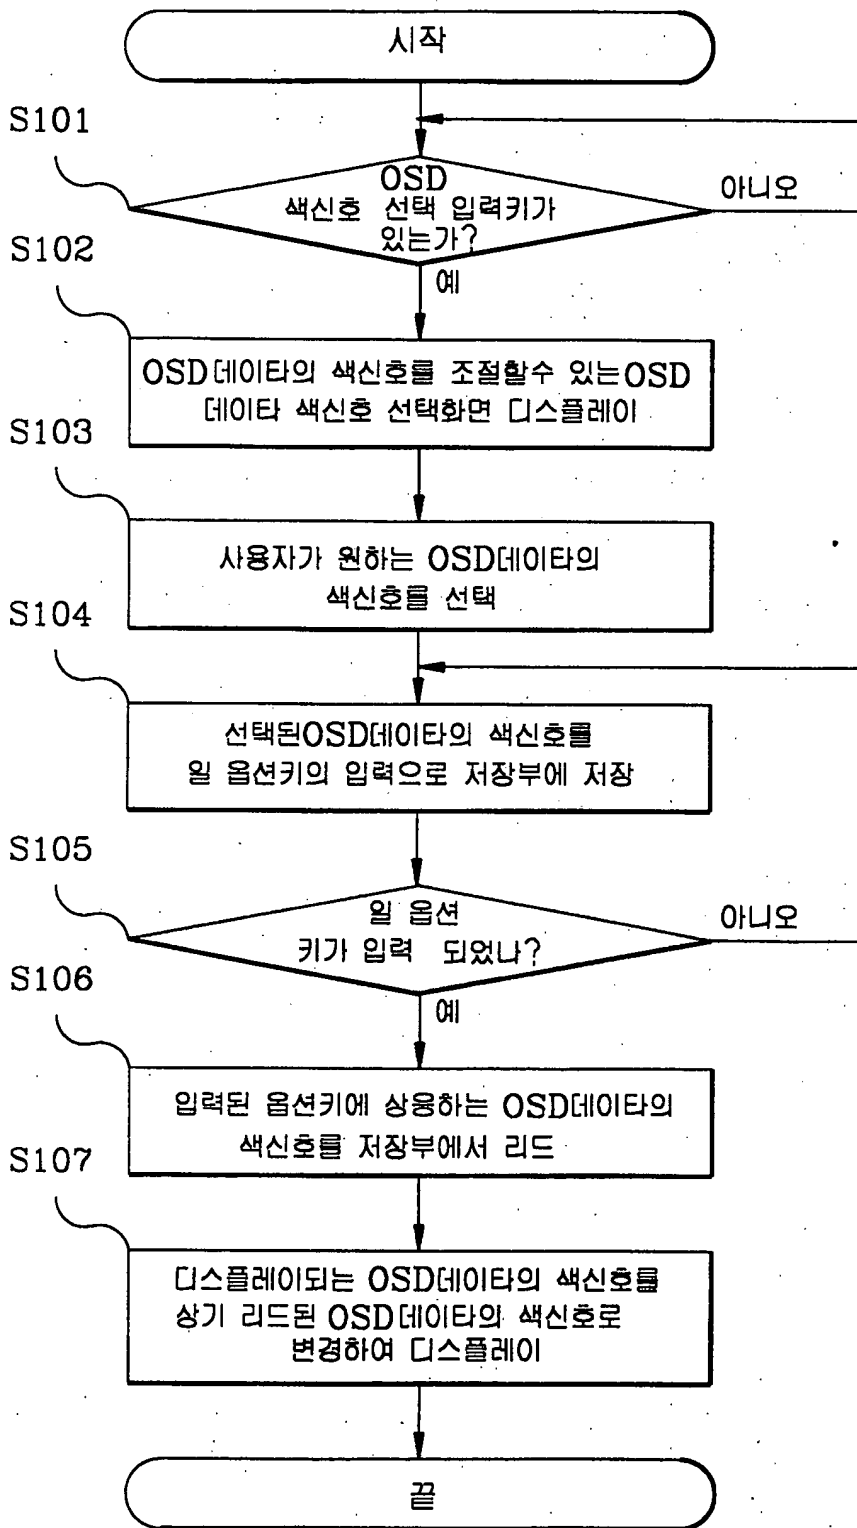 시작
S101
OSD
색신호 선택 입력키가
있는가?
아니오
예
S102
OSD데이타의 색신호를 조절할수 있는OSD
데이타 색신호 선택화면 디스플레이
S103
사용자가 원하는 OSD데이타의
색신호를 선택
S104
선택된OSD데이타의 색신호를
일 옵션키의 입력으로 저장부에 저장
S105
일 옵션
키가 입력 되었나?
아니오
예
S106
입력된 옵션키에 상응하는 OSD데이타의
색신호를 저장부에서 리드
S107
디스플레이되는 OSD데이타의 색신호를
상기 리드된 OSD데이타의 색신호로
변경하여 디스플레이
끝